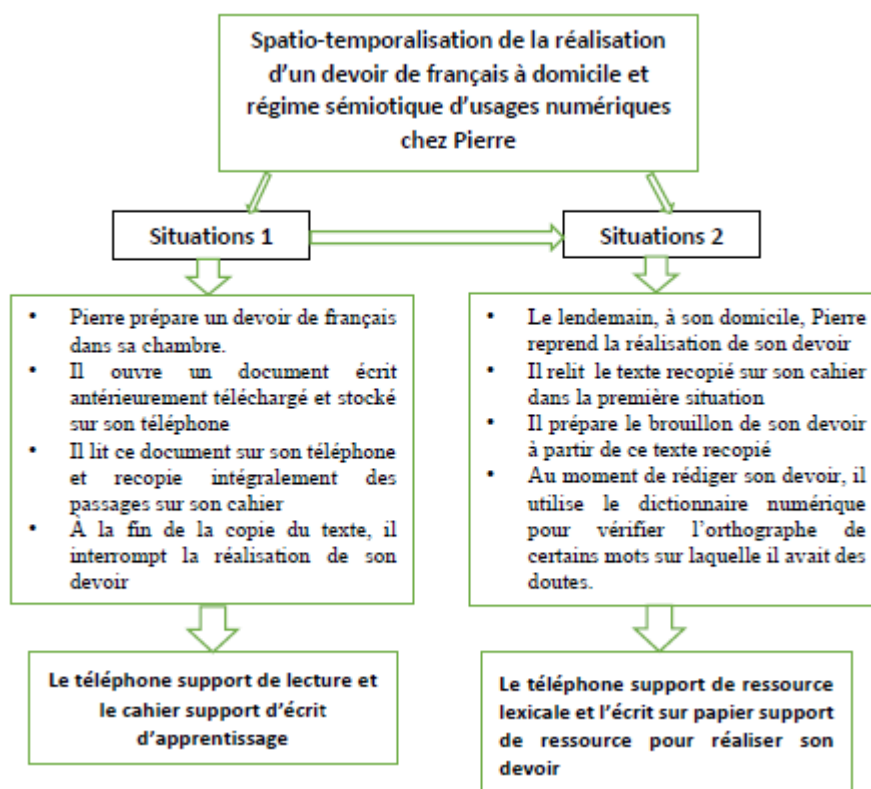 Spatio-temporalisation de la réalisation
d'un devoir de français à domicile et
régime sémiotique d'usages numériques
chez Pierre
Situations 1
Situations 2
• Pierre prépare un devoir de français
dans sa chambre.
• Il ouvre un document écrit
antérieurement téléchargé et stocké
sur son téléphone
• Il lit ce document sur son téléphone
et recopie intégralement des
passages sur son cahier
• À la fin de la copie du texte, il
interrompt la réalisation de son
devoir
• Le lendemain, à son domicile, Pierre
reprend la réalisation de son devoir
• Il relit le texte recopié sur son cahier
dans la première situation
• Il prépare le brouillon de son devoir
à partir de ce texte recopié
• Au moment de rédiger son devoir, il
utilise le dictionnaire numérique
pour vérifier l'orthographe de
certains mots sur laquelle il avait des
doutes.
Le téléphone support de lecture et
le cahier support d'écrit
d'apprentissage
Le téléphone support de ressource
lexicale et l'écrit sur papier support
de ressource pour réaliser son
devoir